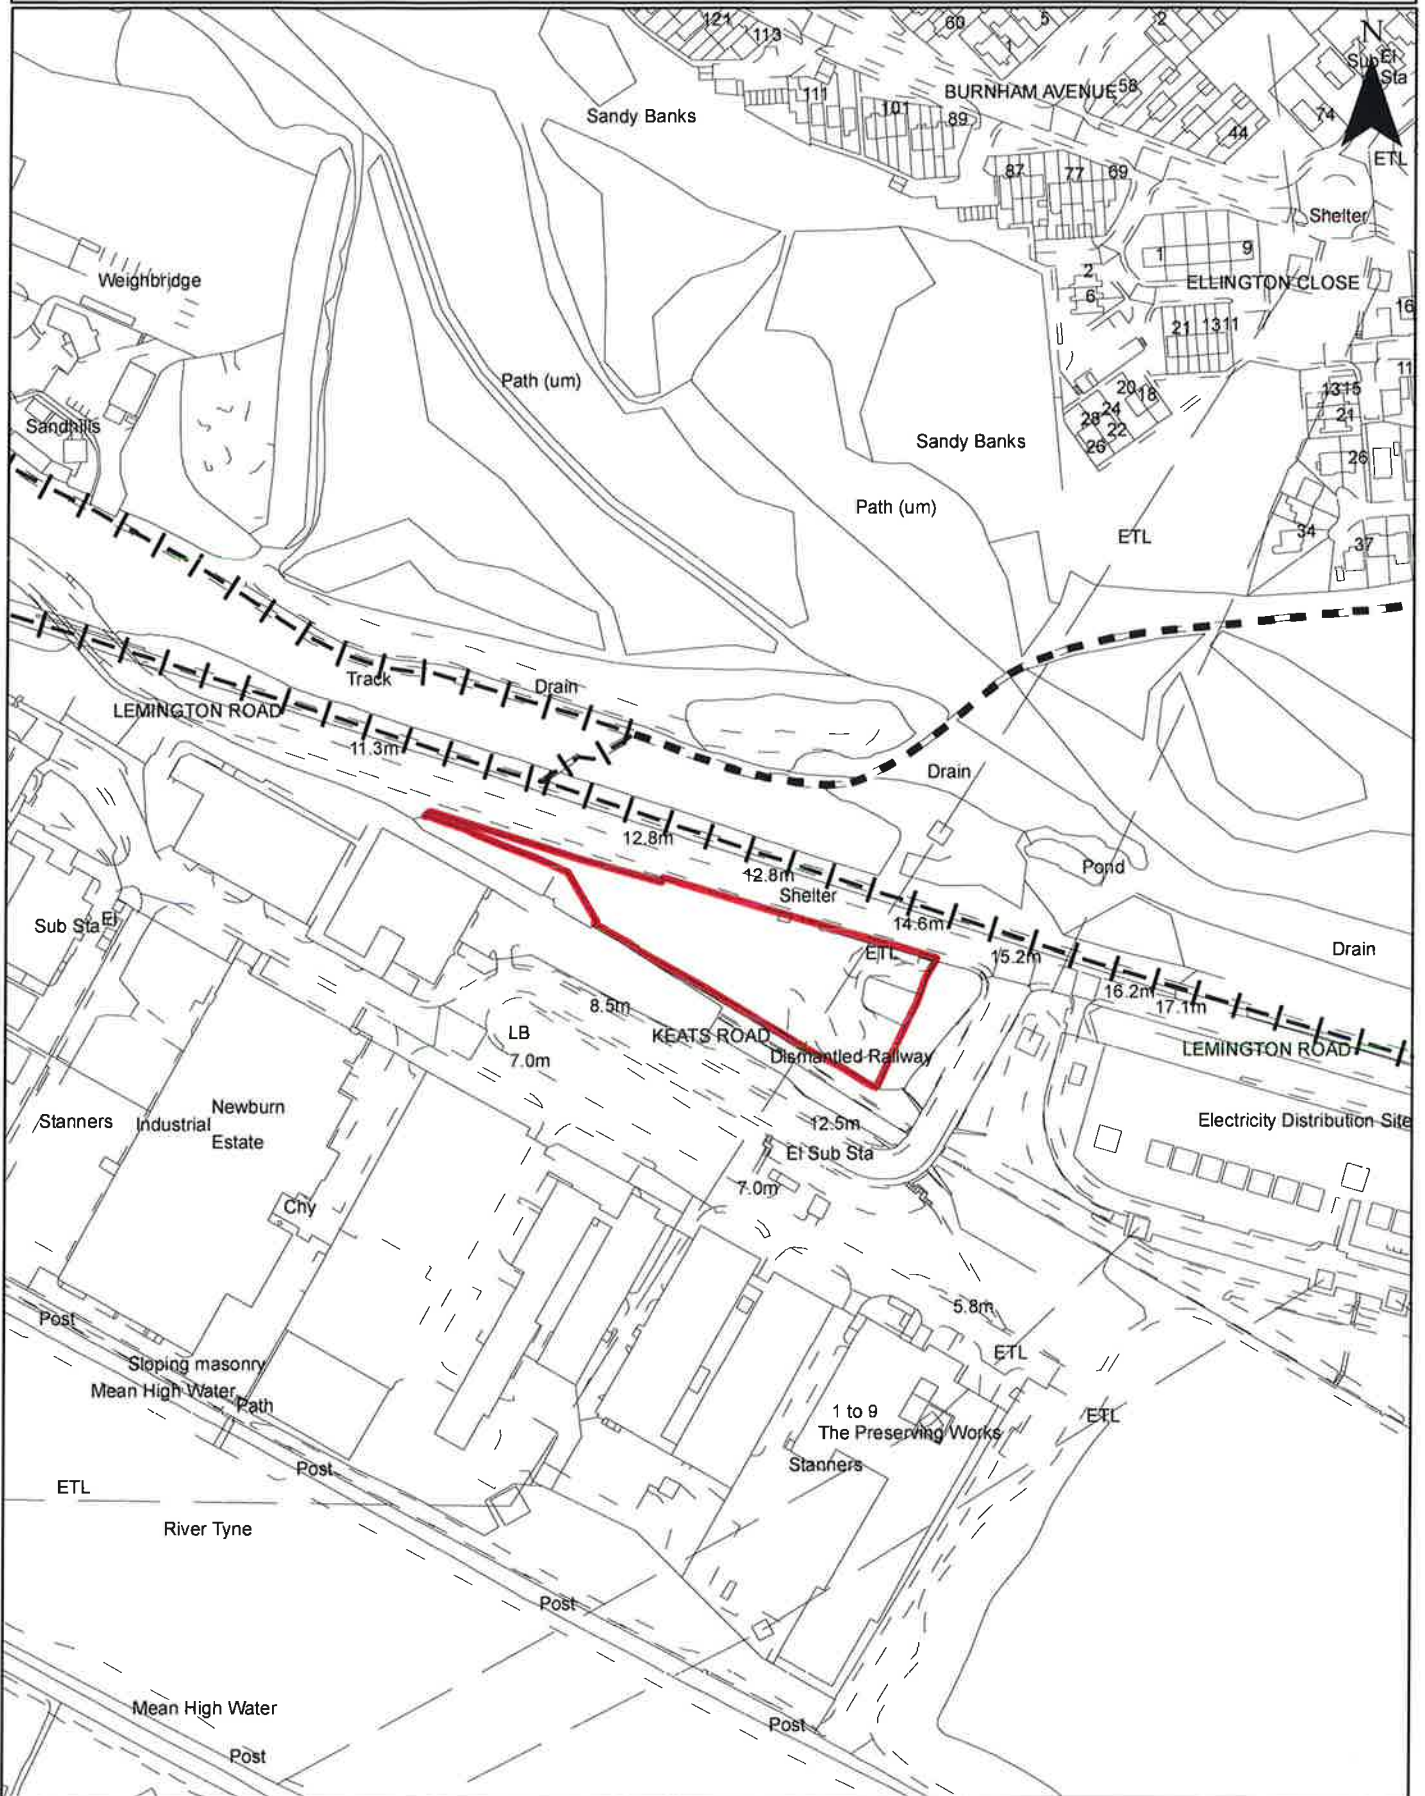 121
113
60
5
1
2
N
Sub El
Sta
58
BURNHAM AVENUE
111
101
89
44
74
ETL
Sandy Banks
87
77
69
Shelter
1
9
2
6
ELLINGTON CLOSE
Weighbridge
16
21
1311
11
Path (um)
20
18
24
28
22
26
1315
21
Sandhills
Sandy Banks
26
Path (um)
ETL
34
37
Track
Drain
LEMINGTON ROAD
11.3m
Drain
12.8m
12.8m
Shelter
Pond
14.6m
Sub Sta El
ETL
15.2m
Drain
16.2m
17.1m
8.5m
LB
7.0m
KEATS ROAD
Dismantled Railway
LEMINGTON ROAD
Stanners
Newburn
Industrial
Estate
12.5m
Electricity Distribution Site
El Sub Sta
7.0m
Chy
5.8m
Post
ETL
Sloping masonry
Mean High Water
Path
1 to 9
The Preserving Works
ETL
Stanners
Post
ETL
River Tyne
Post
Mean High Water
Post
Post